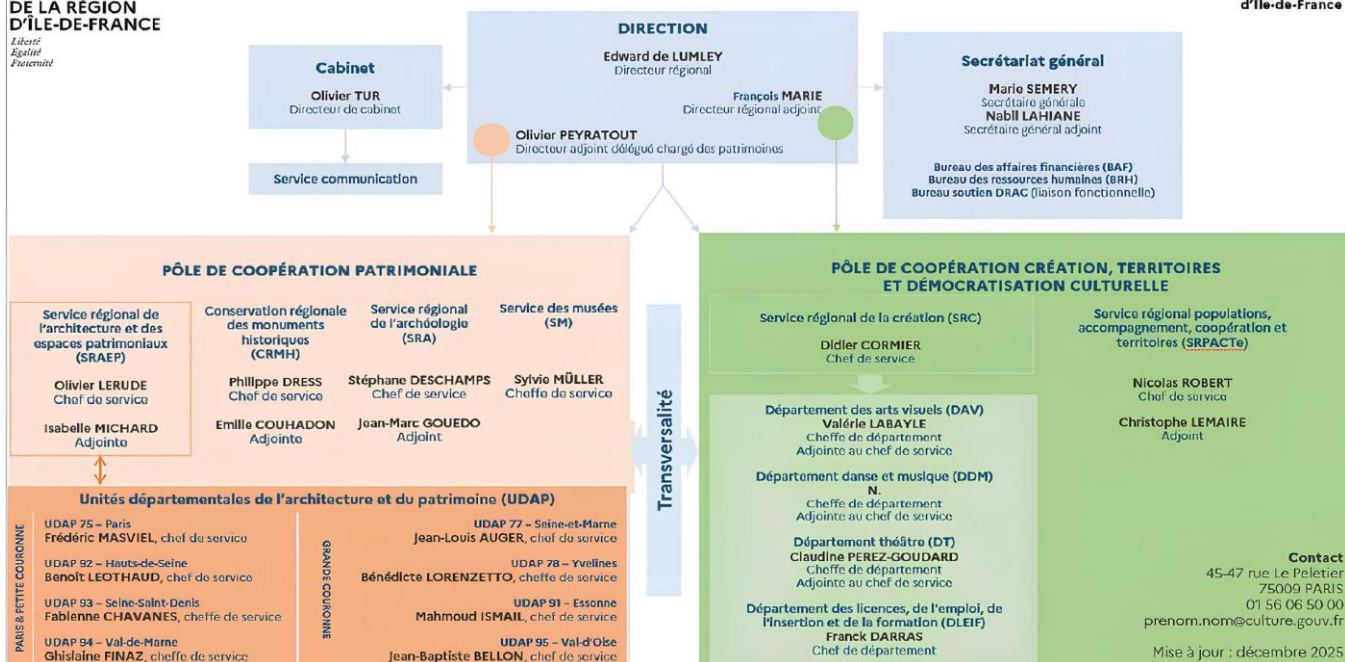 DE LA RÉGION
D'ÎLE-DE-FRANCE
Liberté
Égalité
Fraternité
d'Île-de-France
DIRECTION
Edward de LUMLEY
Directeur régional
François MARIE
Directeur régional adjoint
Olivier PEYRATOUT
Directeur adjoint délégué chargé des patrimoines
Cabinet
Olivier TUR
Directeur de cabinet
Service communication
Secrétariat général
Marie SEMERY
Secrétaire générale
Nabil LAHIANE
Secrétaire général adjoint
Bureau des affaires financières (BAF)
Bureau des ressources humaines (BRH)
Bureau soutien DRAC (liaison fonctionnelle)
PÔLE DE COOPÉRATION PATRIMONIALE
Service régional de
l'architecture et des
espaces patrimoniaux
(SRAEP)
Olivier LERUDE
Chef de service
Isabelle MICHARD
Adjointe
Conservation régionale
des monuments
historiques
(CRMH)
Philippe DRESS
Chef de service
Emilie COUHADON
Adjointe
Service régional
de l'archéologie
(SRA)
Stéphane DESCHAMPS
Chef de service
Jean-Marc GOUEDO
Adjoint
Service des musées
(SM)
Sylvie MÜLLER
Cheffe de service
Unités départementales de l'architecture et du patrimoine (UDAP)
PARIS & PETITE COURONNE
UDAP 75 – Paris
Frédéric MASVIEL, chef de service
UDAP 92 – Hauts-de-Seine
Benoît LEOTHAUD, chef de service
UDAP 93 – Seine-Saint-Denis
Fabienne CHAVANES, cheffe de service
UDAP 94 – Val-de-Marne
Ghislaine FINAZ, cheffe de service
GRANDE COURONNE
UDAP 77 – Seine-et-Marne
Jean-Louis AUGER, chef de service
UDAP 78 – Yvelines
Bénédicte LORENZETTO, cheffe de service
UDAP 91 – Essonne
Mahmoud ISMAIL, chef de service
UDAP 95 – Val-d'Oise
Jean-Baptiste BELLON, chef de service
Transversalité
PÔLE DE COOPÉRATION CRÉATION, TERRITOIRES
ET DÉMOCRATISATION CULTURELLE
Service régional de la création (SRC)
Didier CORMIER
Chef de service
Département des arts visuels (DAV)
Valérie LABAYLE
Cheffe de département
Adjointe au chef de service
Département danse et musique (DDM)
N.
Cheffe de département
Adjointe au chef de service
Département théâtre (DT)
Claudine PEREZ-GOUDARD
Cheffe de département
Adjointe au chef de service
Département des licences, de l'emploi, de
l'insertion et de la formation (DLEIF)
Franck DARRAS
Chef de département
Service régional populations,
accompagnement, coopération et
territoires (SRPACTe)
Nicolas ROBERT
Chef de service
Christophe LEMAIRE
Adjoint
Contact
45-47 rue Le Peletier
75009 PARIS
01 56 06 50 00
prenom.nom@culture.gouv.fr
Mise à jour : décembre 2025